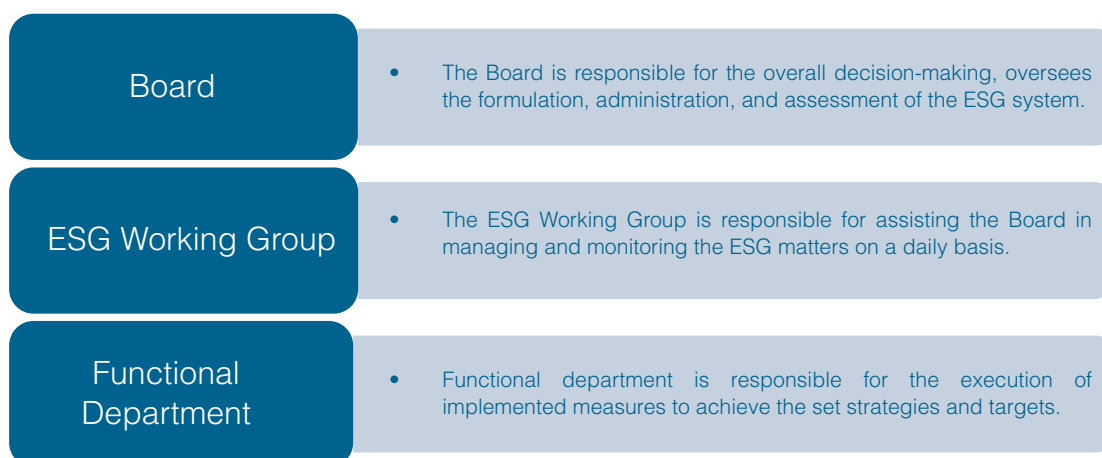 Board
• The Board is responsible for the overall decision-making, oversees
the formulation, administration, and assessment of the ESG system.
ESG Working Group
• The ESG Working Group is responsible for assisting the Board in
managing and monitoring the ESG matters on a daily basis.
Functional
Department
• Functional department is responsible for the execution of
implemented measures to achieve the set strategies and targets.